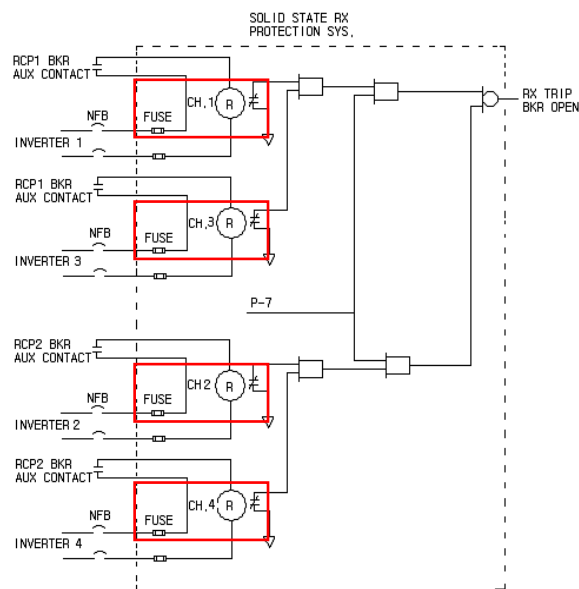 SOLID STATE RX
PROTECTION SYS.
RCP1 BKR
AUX CONTACT
CH.1
R
NFB
FUSE
INVERTER 1
RX TRIP
BKR OPEN
RCP1 BKR
AUX CONTACT
CH.3
R
NFB
FUSE
INVERTER 3
P-7
RCP2 BKR
AUX CONTACT
CH2
R
NFB
FUSE
INVERTER 2
RCP2 BKR
AUX CONTACT
CH.4
R
NFB
FUSE
INVERTER 4